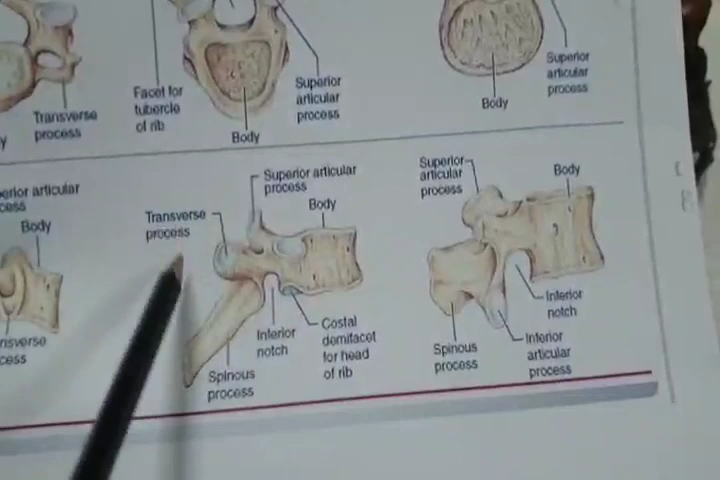 Transverse
process
Facet for
tubercle
of rib
Body
Superior
articular
process
Body
Superior
articular
process
articular
Body
Transverse
process
Superior articular
process
Body
Inferior
notch
Costal
demifacet
for head
of rib
Spinous
process
Superior
articular
process
Body
Inferior
notch
Inferior
articular
process
Spinous
process